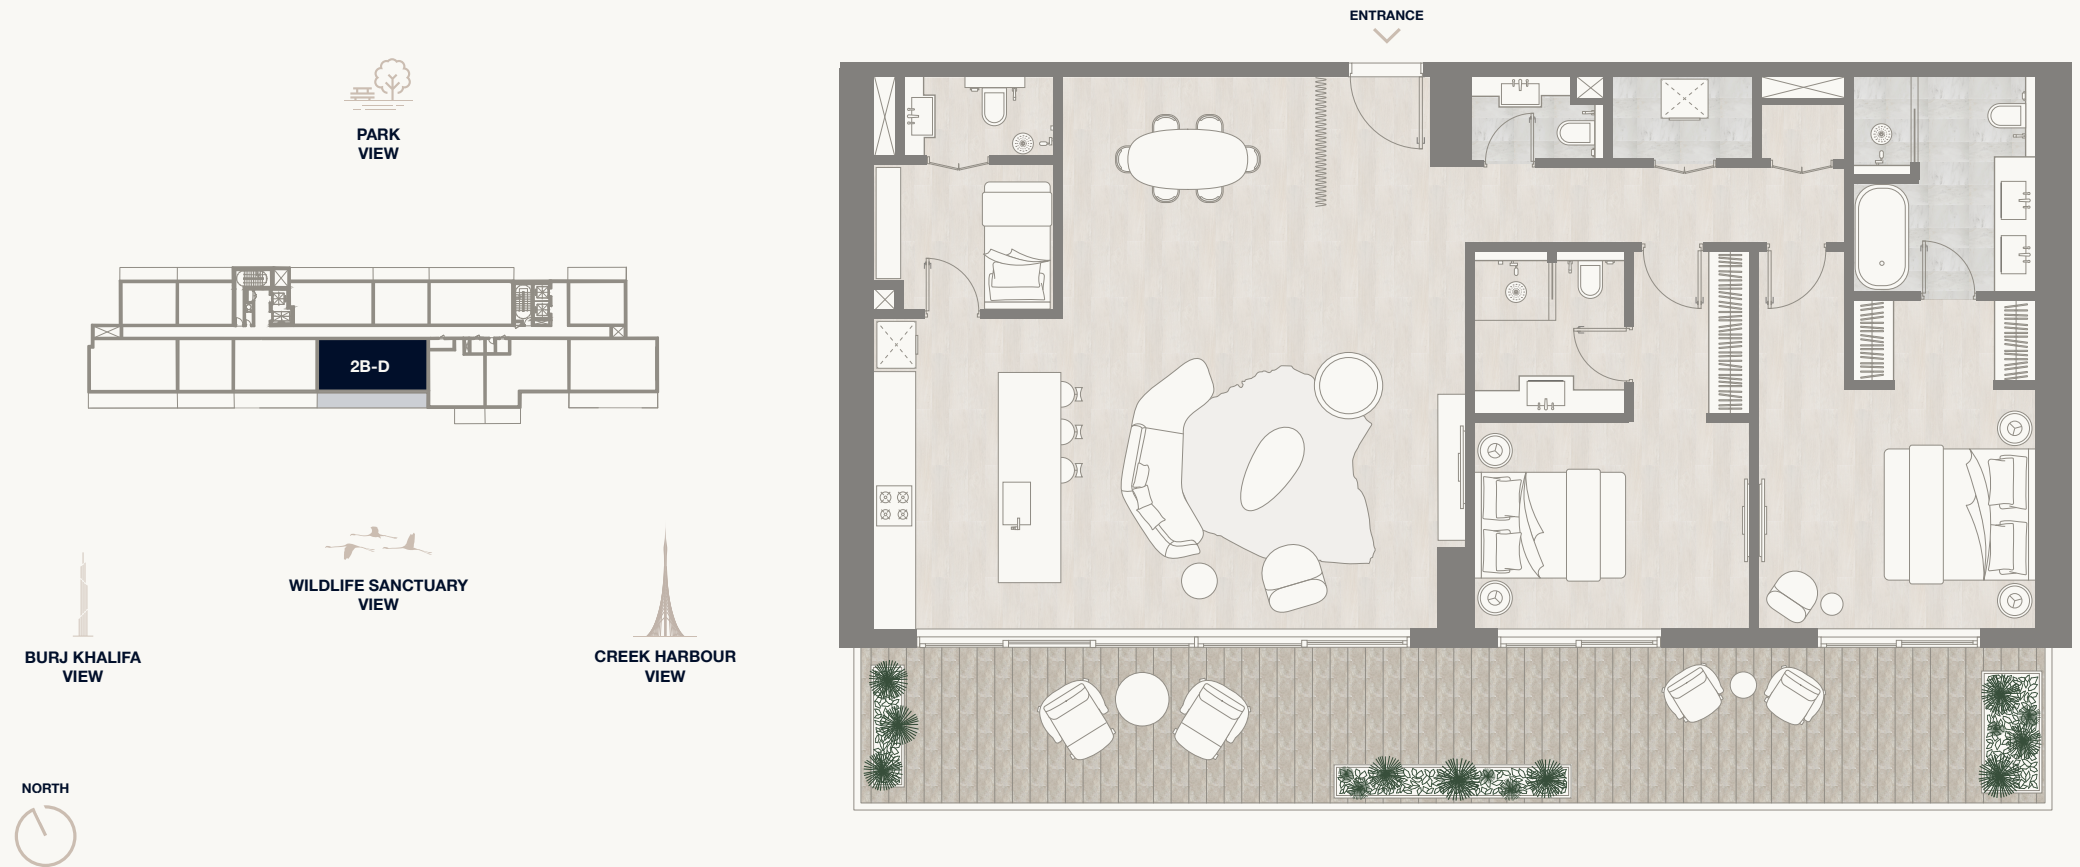 ENTRANCE
PARK
VIEW
2B-D
WILDLIFE SANCTUARY
VIEW
BURJ KHALIFA
VIEW
CREEK HARBOUR
VIEW
NORTH